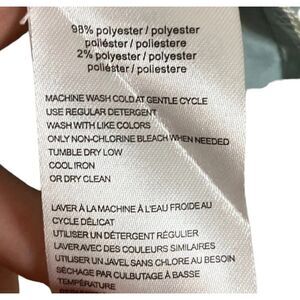 98% polyester / polyester
poliéster / poliestere
2% polyester / polyester
poliéster / poliestere
MACHINE WASH COLD AT GENTLE CYCLE
USE REGULAR DETERGENT
WASH WITH LIKE COLORS
ONLY NON-CHLORINE BLEACH WHEN NEEDED
TUMBLE DRY LOW
COOL IRON
OR DRY CLEAN
LAVER À LA MACHINE À L'EAU FROIDE AU
CYCLE DÉLICAT
UTILISER UN DÉTERGENT RÉGULIER
LAVER AVEC DES COULEURS SIMILAIRES
UTILISER UN JAVEL SANS CHLORE AU BESOIN
SÉCHAGE PAR CULBUTAGE À BASSE
TEMPÉRATURE